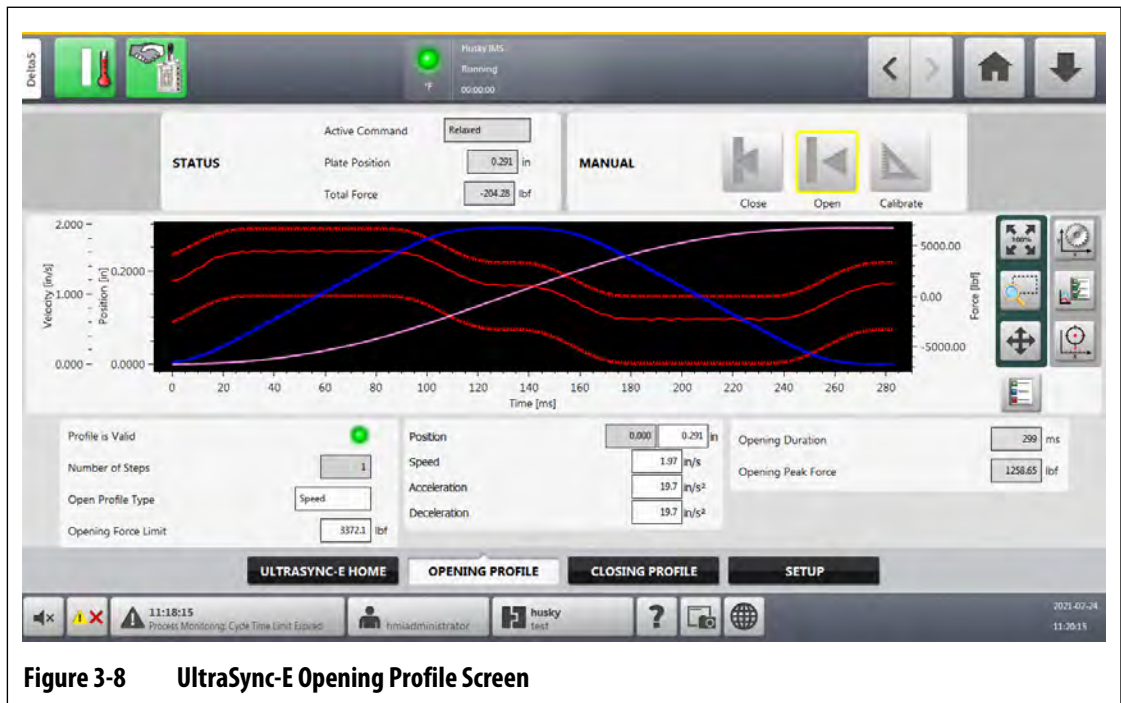 Delta5
Husky IMS
Running
°F 00:00:00
STATUS
Active Command Relaxed
Plate Position 0.291 in
Total Force -204.28 lbf
MANUAL
Close Open Calibrate
Velocity [in/s]
2.000
1.000
0.000
Position [in]
0.2000
0.0000
5000.00
0.00
-5000.00
Force [lbf]
0 20 40 60 80 100 120 140 160 180 200 220 240 260 280
Time [ms]
100%
Profile is Valid
Number of Steps 1
Open Profile Type Speed
Opening Force Limit 3372.1 lbf
Position 0.000 0.291 in
Speed 1.97 in/s
Acceleration 19.7 in/s²
Deceleration 19.7 in/s²
Opening Duration 299 ms
Opening Peak Force 1258.65 lbf
ULTRASYNC-E HOME OPENING PROFILE CLOSING PROFILE SETUP
11:18:15
Process Monitoring: Cycle Time Limit Expired
hmiadministrator
husky
test
?
2021-02-24
11:20:15
Figure 3-8 UltraSync-E Opening Profile Screen